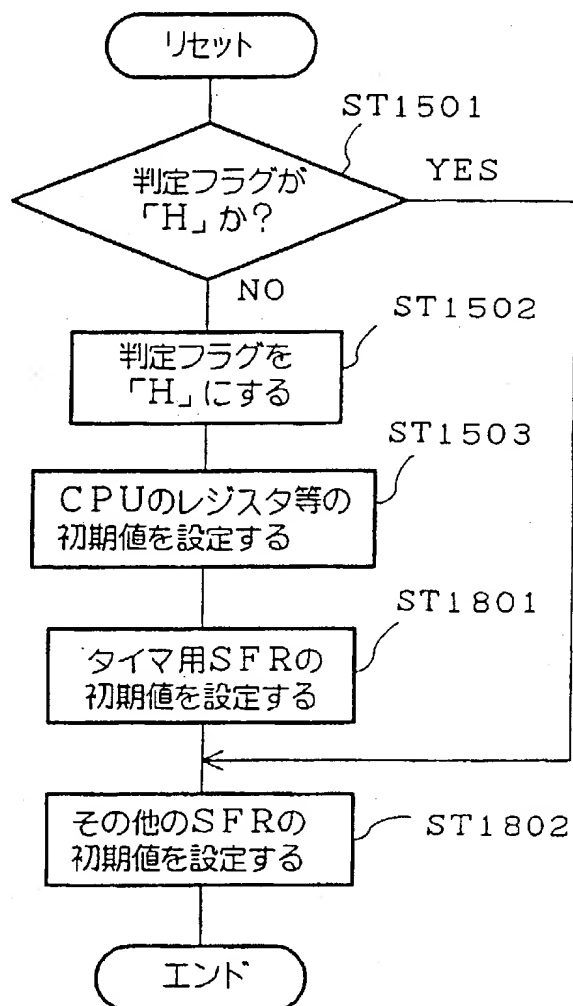 リセット
ST1501
判定フラグが
「H」か?
YES
NO
ST1502
判定フラグを
「H」にする
ST1503
CPUのレジスタ等の
初期値を設定する
ST1801
タイマ用SFRの
初期値を設定する
その他のSFRの
初期値を設定する
ST1802
エンド